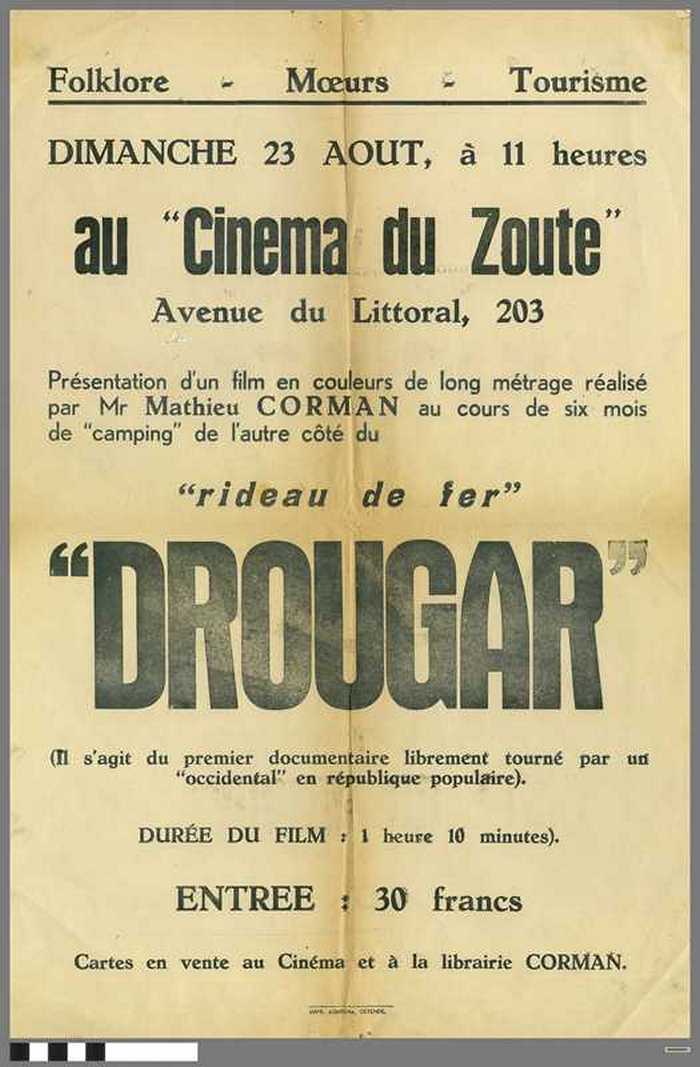 Folklore - Mœurs - Tourisme
DIMANCHE 23 AOUT, à 11 heures
au “Cinema du Zoute”
Avenue du Littoral, 203
Présentation d'un film en couleurs de long métrage réalisé
par Mr Mathieu CORMAN au cours de six mois
de “camping” de l'autre côté du
“rideau de fer”
“DROUGAR”
(Il s'agit du premier documentaire librement tourné par un
“occidental” en république populaire).
DURÉE DU FILM : 1 heure 10 minutes).
ENTREE : 30 francs
Cartes en vente au Cinéma et à la librairie CORMAN.
OSTENDE.